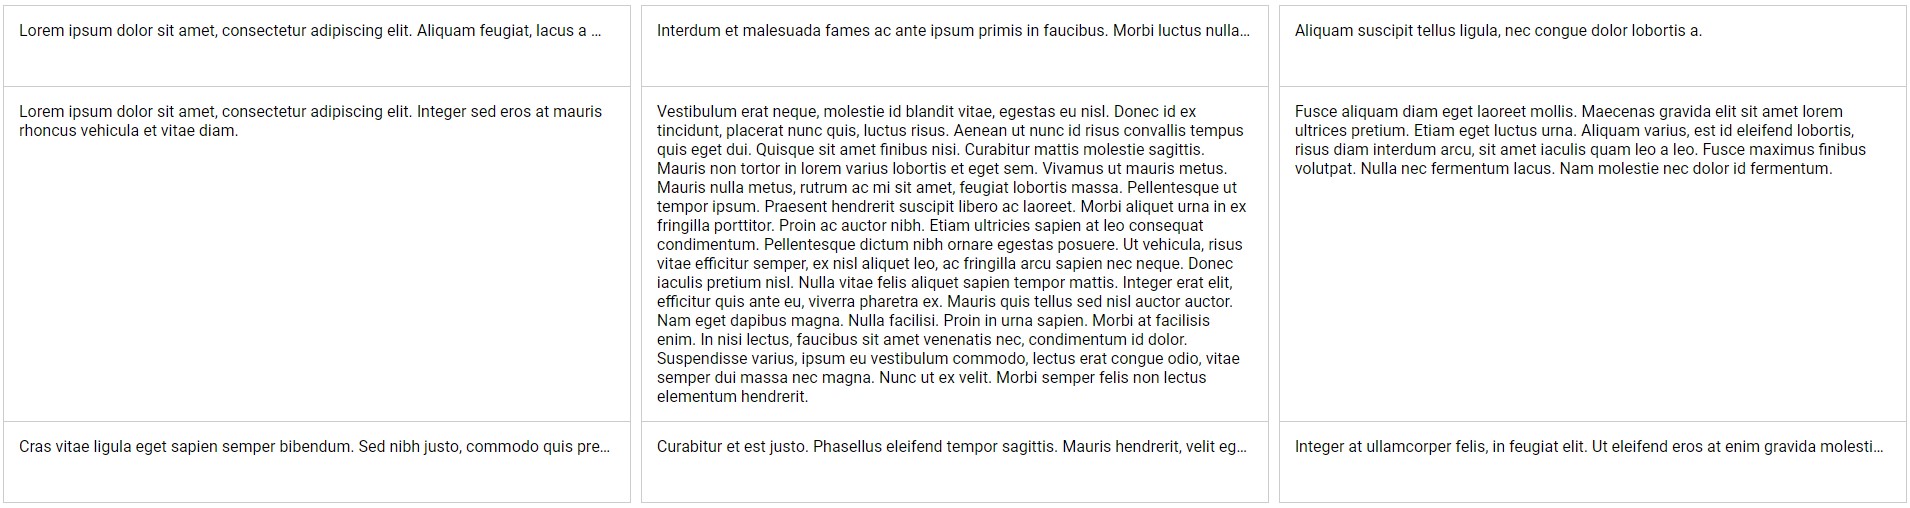 Lorem ipsum dolor sit amet, consectetur adipiscing elit. Aliquam feugiat, lacus a ...
Lorem ipsum dolor sit amet, consectetur adipiscing elit. Integer sed eros at mauris
rhoncus vehicula et vitae diam.
Cras vitae ligula eget sapien semper bibendum. Sed nibh justo, commodo quis pre...
Interdum et malesuada fames ac ante ipsum primis in faucibus. Morbi luctus nulla...
Vestibulum erat neque, molestie id blandit vitae, egestas eu nisl. Donec id ex
tincidunt, placerat nunc quis, luctus risus. Aenean ut nunc id risus convallis tempus
quis eget dui. Quisque sit amet finibus nisi. Curabitur mattis molestie sagittis.
Mauris non tortor in lorem varius lobortis et eget sem. Vivamus ut mauris metus.
Mauris nulla metus, rutrum ac mi sit amet, feugiat lobortis massa. Pellentesque ut
tempor ipsum. Praesent hendrerit suscipit libero ac laoreet. Morbi aliquet urna in ex
fringilla porttitor. Proin ac auctor nibh. Etiam ultricies sapien at leo consequat
condimentum. Pellentesque dictum nibh ornare egestas posuere. Ut vehicula, risus
vitae efficitur semper, ex nisl aliquet leo, ac fringilla arcu sapien nec neque. Donec
iaculis pretium nisl. Nulla vitae felis aliquet sapien tempor mattis. Integer erat elit,
efficitur quis ante eu, viverra pharetra ex. Mauris quis tellus sed nisl auctor auctor.
Nam eget dapibus magna. Nulla facilisi. Proin in urna sapien. Morbi at facilisis
enim. In nisi lectus, faucibus sit amet venenatis nec, condimentum id dolor.
Suspendisse varius, ipsum eu vestibulum commodo, lectus erat congue odio, vitae
semper dui massa nec magna. Nunc ut ex velit. Morbi semper felis non lectus
elementum hendrerit.
Curabitur et est justo. Phasellus eleifend tempor sagittis. Mauris hendrerit, velit eg...
Aliquam suscipit tellus ligula, nec congue dolor lobortis a.
Fusce aliquam diam eget laoreet mollis. Maecenas gravida elit sit amet lorem
ultrices pretium. Etiam eget luctus urna. Aliquam varius, est id eleifend lobortis,
risus diam interdum arcu, sit amet iaculis quam leo a leo. Fusce maximus finibus
volutpat. Nulla nec fermentum lacus. Nam molestie nec dolor id fermentum.
Integer at ullamcorper felis, in feugiat elit. Ut eleifend eros at enim gravida molesti...